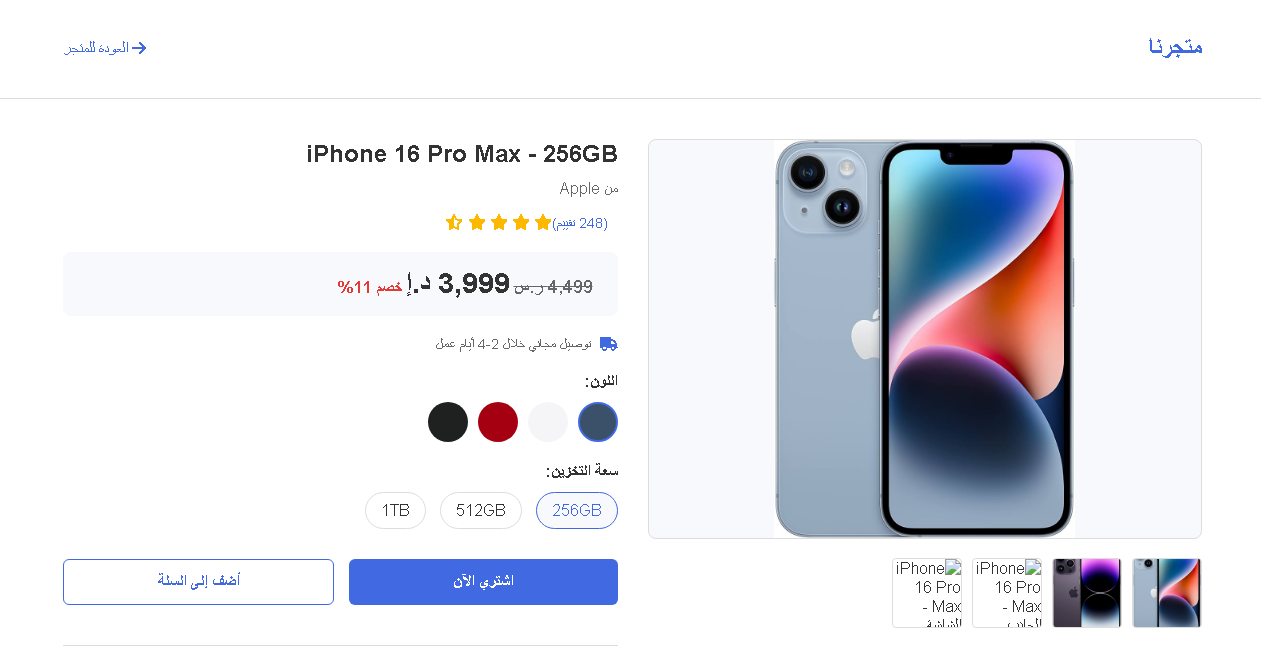 متجرنا
العودة للمتجر
iPhone 16 Pro Max - 256GB
من Apple
(248 تقييم)
4,499 ر.س 3,999 د.إ خصم 11%
توصيل مجاني خلال 2-4 أيام عمل
اللون:
سعة التخزين:
256GB
512GB
1TB
اشتري الآن
أضف إلى السلة
iPhone
16 Pro
Max -
الجانب
iPhone
16 Pro
Max -
الشاشة